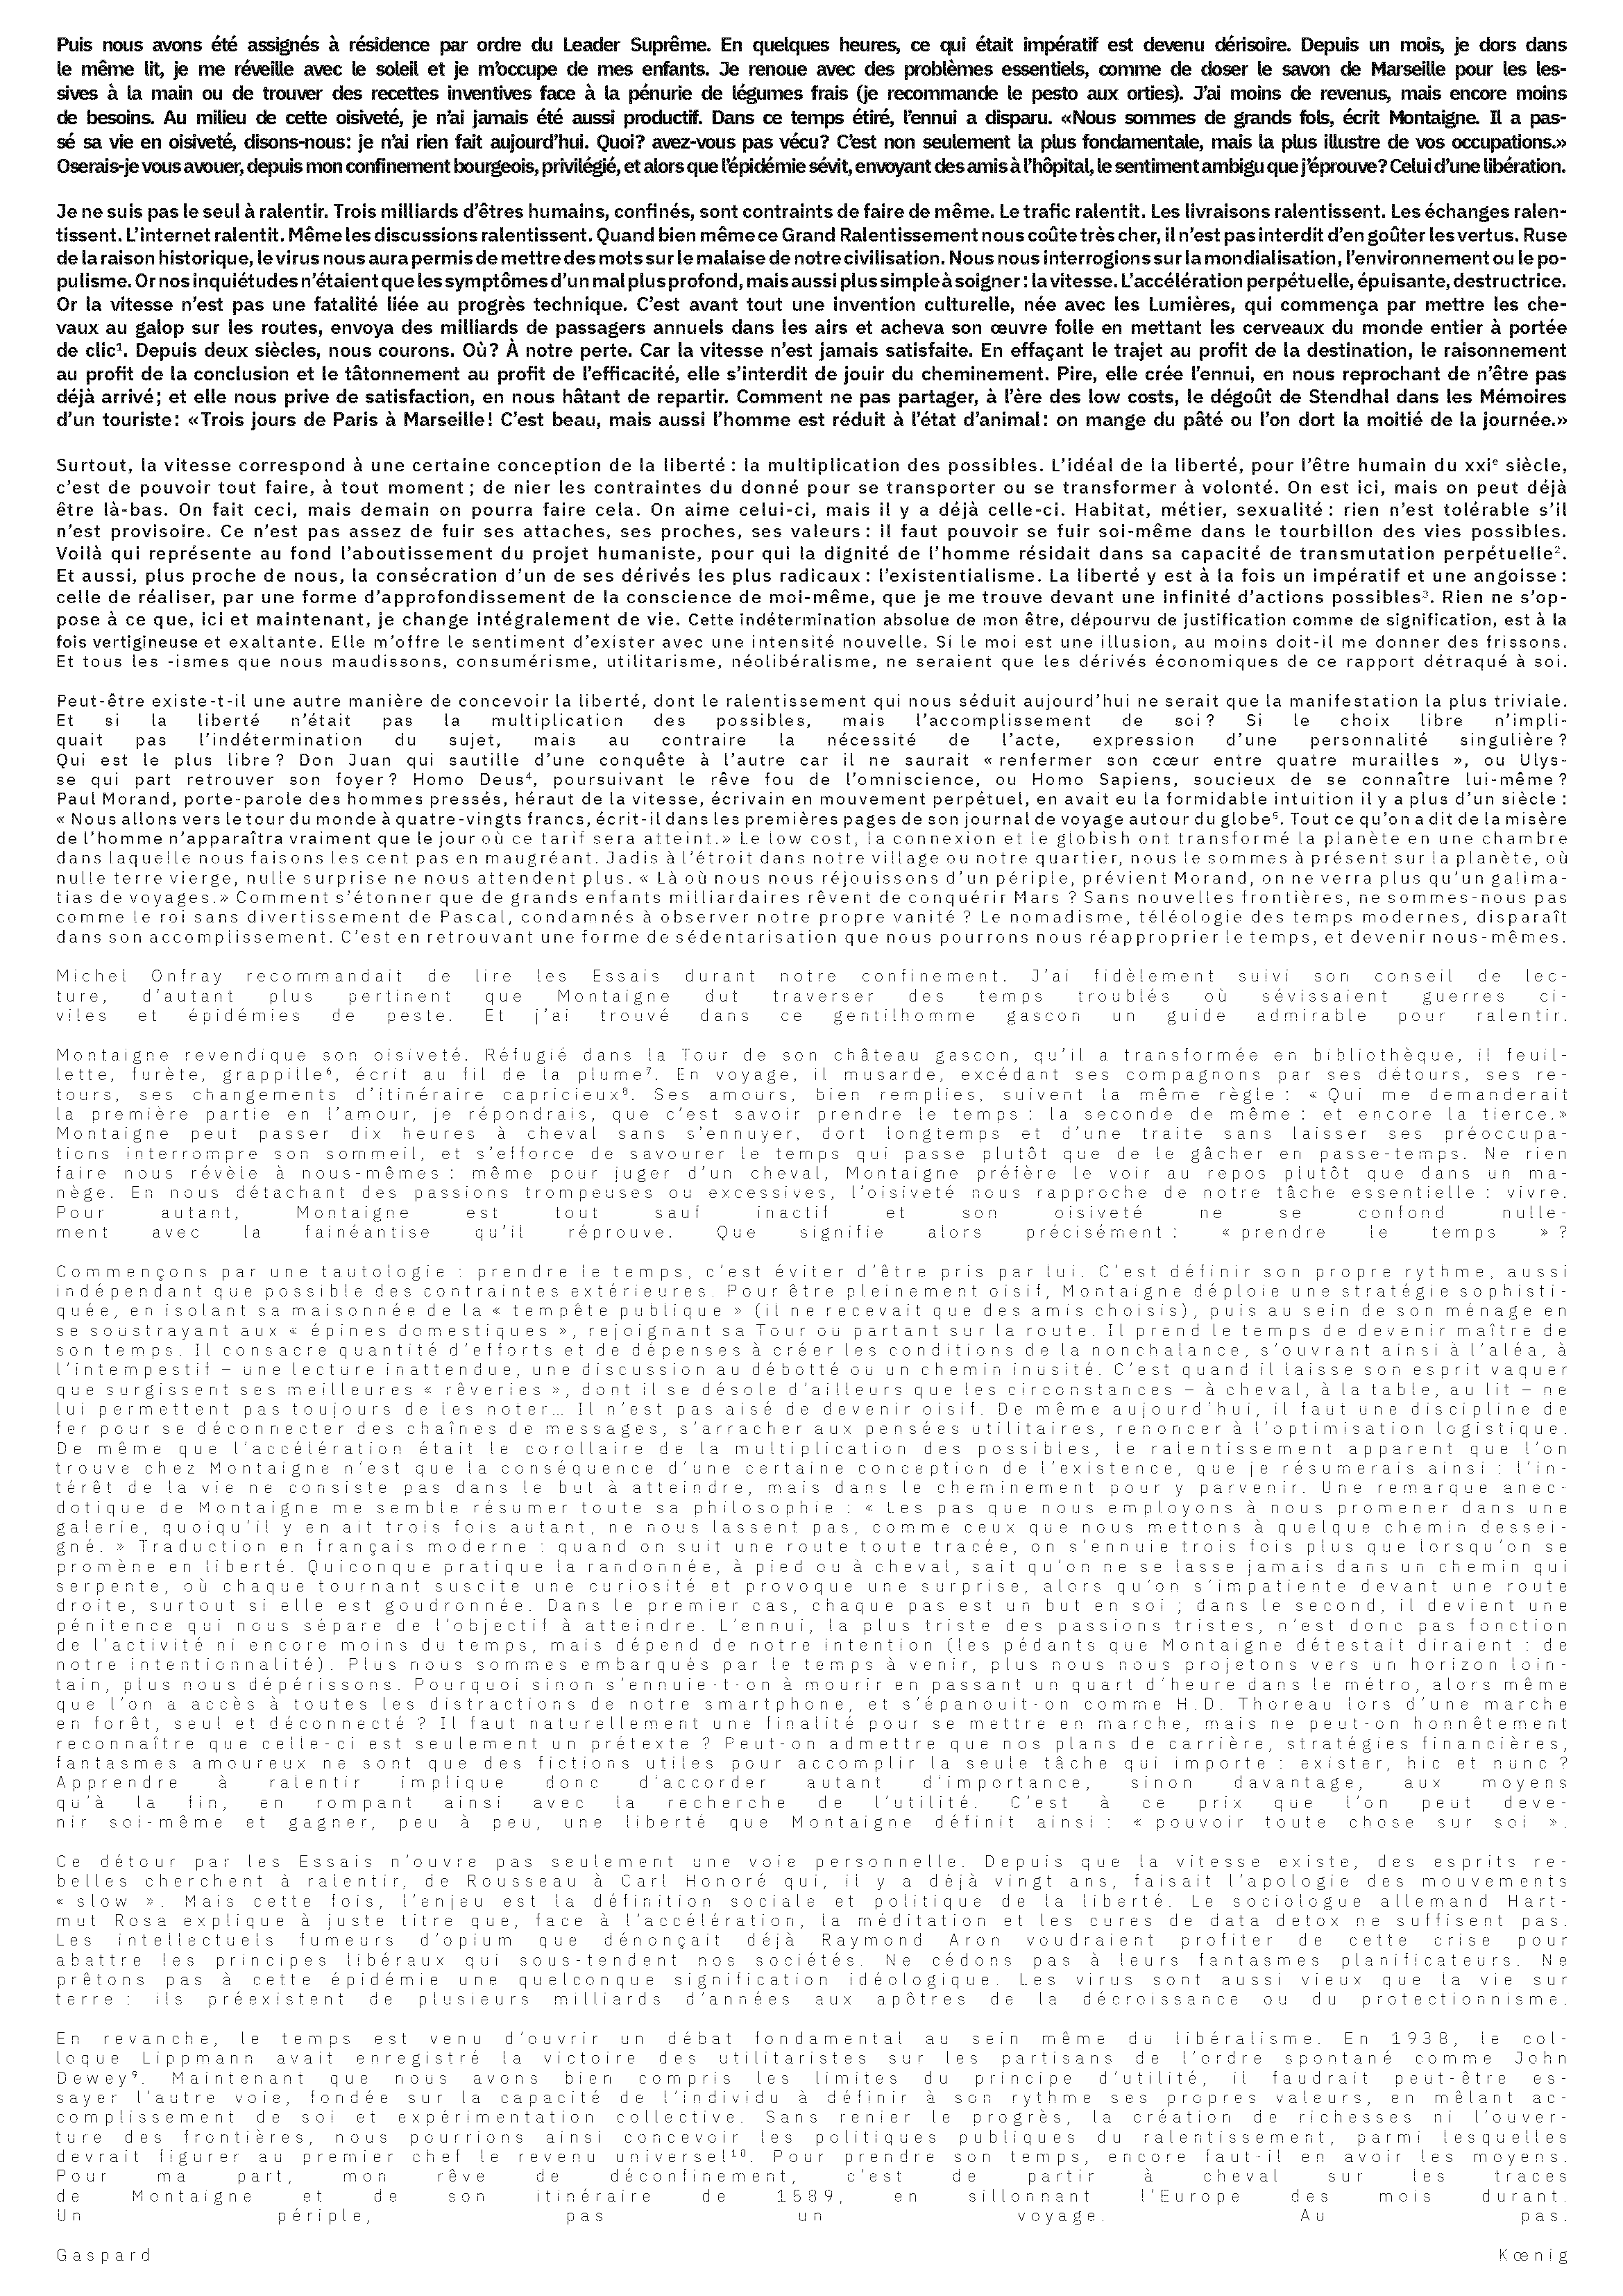 Puis nous avons été assignés à résidence par ordre du Leader Suprême. En quelques heures, ce qui était impératif est devenu dérisoire. Depuis un mois, je dors dans
le même lit, je me réveille avec le soleil et je m'occupe de mes enfants. Je renoue avec des problèmes essentiels, comme de doser le savon de Marseille pour les les-
sives à la main ou de trouver des recettes inventives face à la pénurie de légumes frais (je recommande le pesto aux orties). J'ai moins de revenus, mais encore moins
de besoins. Au milieu de cette oisiveté, je n'ai jamais été aussi productif. Dans ce temps étiré, l'ennui a disparu. «Nous sommes de grands fols, écrit Montaigne. Il a pas-
sé sa vie en oisiveté, disons-nous: je n'ai rien fait aujourd'hui. Quoi? avez-vous pas vécu? C'est non seulement la plus fondamentale, mais la plus illustre de vos occupations.»
Oserais-je vous avouer, depuis mon confinement bourgeois, privilégié, et alors que l'épidémie sévit, envoyant des amis à l'hôpital, le sentiment ambigu que j'éprouve? Celui d'une libération.

Je ne suis pas le seul à ralentir. Trois milliards d'êtres humains, confinés, sont contraints de faire de même. Le trafic ralentit. Les livraisons ralentissent. Les échanges ralen-
tissent. L'internet ralentit. Même les discussions ralentissent. Quand bien même ce Grand Ralentissement nous coûte très cher, il n'est pas interdit d'en goûter les vertus. Ruse
de la raison historique, le virus nous aura permis de mettre des mots sur le malaise de notre civilisation. Nous nous interrogions sur la mondialisation, l'environnement ou le po-
pulisme. Or nos inquiétudes n'étaient que les symptômes d'un mal plus profond, mais aussi plus simple à soigner: la vitesse. L'accélération perpétuelle, épuisante, destructrice.
Or la vitesse n'est pas une fatalité liée au progrès technique. C'est avant tout une invention culturelle, née avec les Lumières, qui commença par mettre les che-
vaux au galop sur les routes, envoya des milliards de passagers annuels dans les airs et acheva son œuvre folle en mettant les cerveaux du monde entier à portée
de clic¹. Depuis deux siècles, nous courons. Où? À notre perte. Car la vitesse n'est jamais satisfaite. En effaçant le trajet au profit de la destination, le raisonnement
au profit de la conclusion et le tâtonnement au profit de l'efficacité, elle s'interdit de jouir du cheminement. Pire, elle crée l'ennui, en nous reprochant de n'être pas
déjà arrivé; et elle nous prive de satisfaction, en nous hâtant de repartir. Comment ne pas partager, à l'ère des low costs, le dégoût de Stendhal dans les Mémoires
d'un touriste: «Trois jours de Paris à Marseille! C'est beau, mais aussi l'homme est réduit à l'état d'animal: on mange du pâté ou l'on dort la moitié de la journée.»

Surtout, la vitesse correspond à une certaine conception de la liberté : la multiplication des possibles. L'idéal de la liberté, pour l'être humain du xxiᵉ siècle,
c'est de pouvoir tout faire, à tout moment ; de nier les contraintes du donné pour se transporter ou se transformer à volonté. On est ici, mais on peut déjà
être là-bas. On fait ceci, mais demain on pourra faire cela. On aime celui-ci, mais il y a déjà celle-ci. Habitat, métier, sexualité : rien n'est tolérable s'il
n'est provisoire. Ce n'est pas assez de fuir ses attaches, ses proches, ses valeurs : il faut pouvoir se fuir soi-même dans le tourbillon des vies possibles.
Voilà qui représente au fond l'aboutissement du projet humaniste, pour qui la dignité de l'homme résidait dans sa capacité de transmutation perpétuelle².
Et aussi, plus proche de nous, la consécration d'un de ses dérivés les plus radicaux : l'existentialisme. La liberté y est à la fois un impératif et une angoisse :
celle de réaliser, par une forme d'approfondissement de la conscience de moi-même, que je me trouve devant une infinité d'actions possibles³. Rien ne s'op-
pose à ce que, ici et maintenant, je change intégralement de vie. Cette indétermination absolue de mon être, dépourvu de justification comme de signification, est à la
fois vertigineuse et exaltante. Elle m'offre le sentiment d'exister avec une intensité nouvelle. Si le moi est une illusion, au moins doit-il me donner des frissons.
Et tous les -ismes que nous maudissons, consumérisme, utilitarisme, néolibéralisme, ne seraient que les dérivés économiques de ce rapport détraqué à soi.

Peut-être existe-t-il une autre manière de concevoir la liberté, dont le ralentissement qui nous séduit aujourd'hui ne serait que la manifestation la plus triviale.
Et si la liberté n'était pas la multiplication des possibles, mais l'accomplissement de soi ? Si le choix libre n'impli-
quait pas l'indétermination du sujet, mais au contraire la nécessité de l'acte, expression d'une personnalité singulière ?
Qui est le plus libre ? Don Juan qui sautille d'une conquête à l'autre car il ne saurait « renfermer son cœur entre quatre murailles », ou Ulys-
se qui part retrouver son foyer ? Homo Deus⁴, poursuivant le rêve fou de l'omniscience, ou Homo Sapiens, soucieux de se connaître lui-même ?
Paul Morand, porte-parole des hommes pressés, héraut de la vitesse, écrivain en mouvement perpétuel, en avait eu la formidable intuition il y a plus d'un siècle :
« Nous allons vers le tour du monde à quatre-vingts francs, écrit-il dans les premières pages de son journal de voyage autour du globe⁵. Tout ce qu'on a dit de la misère
de l'homme n'apparaîtra vraiment que le jour où ce tarif sera atteint.» Le low cost, la connexion et le globish ont transformé la planète en une chambre
dans laquelle nous faisons les cent pas en maugréant. Jadis à l'étroit dans notre village ou notre quartier, nous le sommes à présent sur la planète, où
nulle terre vierge, nulle surprise ne nous attendent plus. « Là où nous nous réjouissons d'un périple, prévient Morand, on ne verra plus qu'un galima-
tias de voyages.» Comment s'étonner que de grands enfants milliardaires rêvent de conquérir Mars ? Sans nouvelles frontières, ne sommes-nous pas
comme le roi sans divertissement de Pascal, condamnés à observer notre propre vanité ? Le nomadisme, téléologie des temps modernes, disparaît
dans son accomplissement. C'est en retrouvant une forme de sédentarisation que nous pourrons nous réapproprier le temps, et devenir nous-mêmes.

Michel Onfray recommandait de lire les Essais durant notre confinement. J'ai fidèlement suivi son conseil de lec-
ture, d'autant plus pertinent que Montaigne dut traverser des temps troublés où sévissaient guerres ci-
viles et épidémies de peste. Et j'ai trouvé dans ce gentilhomme gascon un guide admirable pour ralentir.

Montaigne revendique son oisiveté. Réfugié dans la Tour de son château gascon, qu'il a transformée en bibliothèque, il feuil-
lette, furète, grappille⁶, écrit au fil de la plume⁷. En voyage, il musarde, excédant ses compagnons par ses détours, ses re-
tours, ses changements d'itinéraire capricieux⁸. Ses amours, bien remplies, suivent la même règle : « Qui me demanderait
la première partie en l'amour, je répondrais, que c'est savoir prendre le temps : la seconde de même : et encore la tierce.»
Montaigne peut passer dix heures à cheval sans s'ennuyer, dort longtemps et d'une traite sans laisser ses préoccupa-
tions interrompre son sommeil, et s'efforce de savourer le temps qui passe plutôt que de le gâcher en passe-temps. Ne rien
faire nous révèle à nous-mêmes : même pour juger d'un cheval, Montaigne préfère le voir au repos plutôt que dans un ma-
nège. En nous détachant des passions trompeuses ou excessives, l'oisiveté nous rapproche de notre tâche essentielle : vivre.
Pour autant, Montaigne est tout sauf inactif et son oisiveté ne se confond nulle-
ment avec la fainéantise qu'il réprouve. Que signifie alors précisément : « prendre le temps » ?

Commençons par une tautologie : prendre le temps, c'est éviter d'être pris par lui. C'est définir son propre rythme, aussi
indépendant que possible des contraintes extérieures. Pour être pleinement oisif, Montaigne déploie une stratégie sophisti-
quée, en isolant sa maisonnée de la « tempête publique » (il ne recevait que des amis choisis), puis au sein de son ménage en
se soustrayant aux « épines domestiques », rejoignant sa Tour ou partant sur la route. Il prend le temps de devenir maître de
son temps. Il consacre quantité d'efforts et de dépenses à créer les conditions de la nonchalance, s'ouvrant ainsi à l'aléa, à
l'intempestif – une lecture inattendue, une discussion au débotté ou un chemin inusité. C'est quand il laisse son esprit vaquer
que surgissent ses meilleures « rêveries », dont il se désole d'ailleurs que les circonstances – à cheval, à la table, au lit – ne
lui permettent pas toujours de les noter… Il n'est pas aisé de devenir oisif. De même aujourd'hui, il faut une discipline de
fer pour se déconnecter des chaînes de messages, s'arracher aux pensées utilitaires, renoncer à l'optimisation logistique.
De même que l'accélération était le corollaire de la multiplication des possibles, le ralentissement apparent que l'on
trouve chez Montaigne n'est que la conséquence d'une certaine conception de l'existence, que je résumerais ainsi : l'in-
térêt de la vie ne consiste pas dans le but à atteindre, mais dans le cheminement pour y parvenir. Une remarque anec-
dotique de Montaigne me semble résumer toute sa philosophie : « Les pas que nous employons à nous promener dans une
galerie, quoiqu'il y en ait trois fois autant, ne nous lassent pas, comme ceux que nous mettons à quelque chemin dessei-
gné. » Traduction en français moderne : quand on suit une route toute tracée, on s'ennuie trois fois plus que lorsqu'on se
promène en liberté. Quiconque pratique la randonnée, à pied ou à cheval, sait qu'on ne se lasse jamais dans un chemin qui
serpente, où chaque tournant suscite une curiosité et provoque une surprise, alors qu'on s'impatiente devant une route
droite, surtout si elle est goudronnée. Dans le premier cas, chaque pas est un but en soi ; dans le second, il devient une
pénitence qui nous sépare de l'objectif à atteindre. L'ennui, la plus triste des passions tristes, n'est donc pas fonction
de l'activité ni encore moins du temps, mais dépend de notre intention (les pédants que Montaigne détestait diraient : de
notre intentionnalité). Plus nous sommes embarqués par le temps à venir, plus nous nous projetons vers un horizon loin-
tain, plus nous dépérissons. Pourquoi sinon s'ennuie-t-on à mourir en passant un quart d'heure dans le métro, alors même
que l'on a accès à toutes les distractions de notre smartphone, et s'épanouit-on comme H.D. Thoreau lors d'une marche
en forêt, seul et déconnecté ? Il faut naturellement une finalité pour se mettre en marche, mais ne peut-on honnêtement
reconnaître que celle-ci est seulement un prétexte ? Peut-on admettre que nos plans de carrière, stratégies financières,
fantasmes amoureux ne sont que des fictions utiles pour accomplir la seule tâche qui importe : exister, hic et nunc ?
Apprendre à ralentir implique donc d'accorder autant d'importance, sinon davantage, aux moyens
qu'à la fin, en rompant ainsi avec la recherche de l'utilité. C'est à ce prix que l'on peut deve-
nir soi-même et gagner, peu à peu, une liberté que Montaigne définit ainsi : « pouvoir toute chose sur soi ».

Ce détour par les Essais n'ouvre pas seulement une voie personnelle. Depuis que la vitesse existe, des esprits re-
belles cherchent à ralentir, de Rousseau à Carl Honoré qui, il y a déjà vingt ans, faisait l'apologie des mouvements
« slow ». Mais cette fois, l'enjeu est la définition sociale et politique de la liberté. Le sociologue allemand Hart-
mut Rosa explique à juste titre que, face à l'accélération, la méditation et les cures de data detox ne suffisent pas.
Les intellectuels fumeurs d'opium que dénonçait déjà Raymond Aron voudraient profiter de cette crise pour
abattre les principes libéraux qui sous-tendent nos sociétés. Ne cédons pas à leurs fantasmes planificateurs. Ne
prêtons pas à cette épidémie une quelconque signification idéologique. Les virus sont aussi vieux que la vie sur
terre : ils préexistent de plusieurs milliards d'années aux apôtres de la décroissance ou du protectionnisme.

En revanche, le temps est venu d'ouvrir un débat fondamental au sein même du libéralisme. En 1938, le col-
loque Lippmann avait enregistré la victoire des utilitaristes sur les partisans de l'ordre spontané comme John
Dewey⁹. Maintenant que nous avons bien compris les limites du principe d'utilité, il faudrait peut-être es-
sayer l'autre voie, fondée sur la capacité de l'individu à définir à son rythme ses propres valeurs, en mêlant ac-
complissement de soi et expérimentation collective. Sans renier le progrès, la création de richesses ni l'ouver-
ture des frontières, nous pourrions ainsi concevoir les politiques publiques du ralentissement, parmi lesquelles
devrait figurer au premier chef le revenu universel¹⁰. Pour prendre son temps, encore faut-il en avoir les moyens.
Pour ma part, mon rêve de déconfinement, c'est de partir à cheval sur les traces
de Montaigne et de son itinéraire de 1589, en sillonnant l'Europe des mois durant.
Un périple, pas un voyage. Au pas.

Gaspard Kœnig